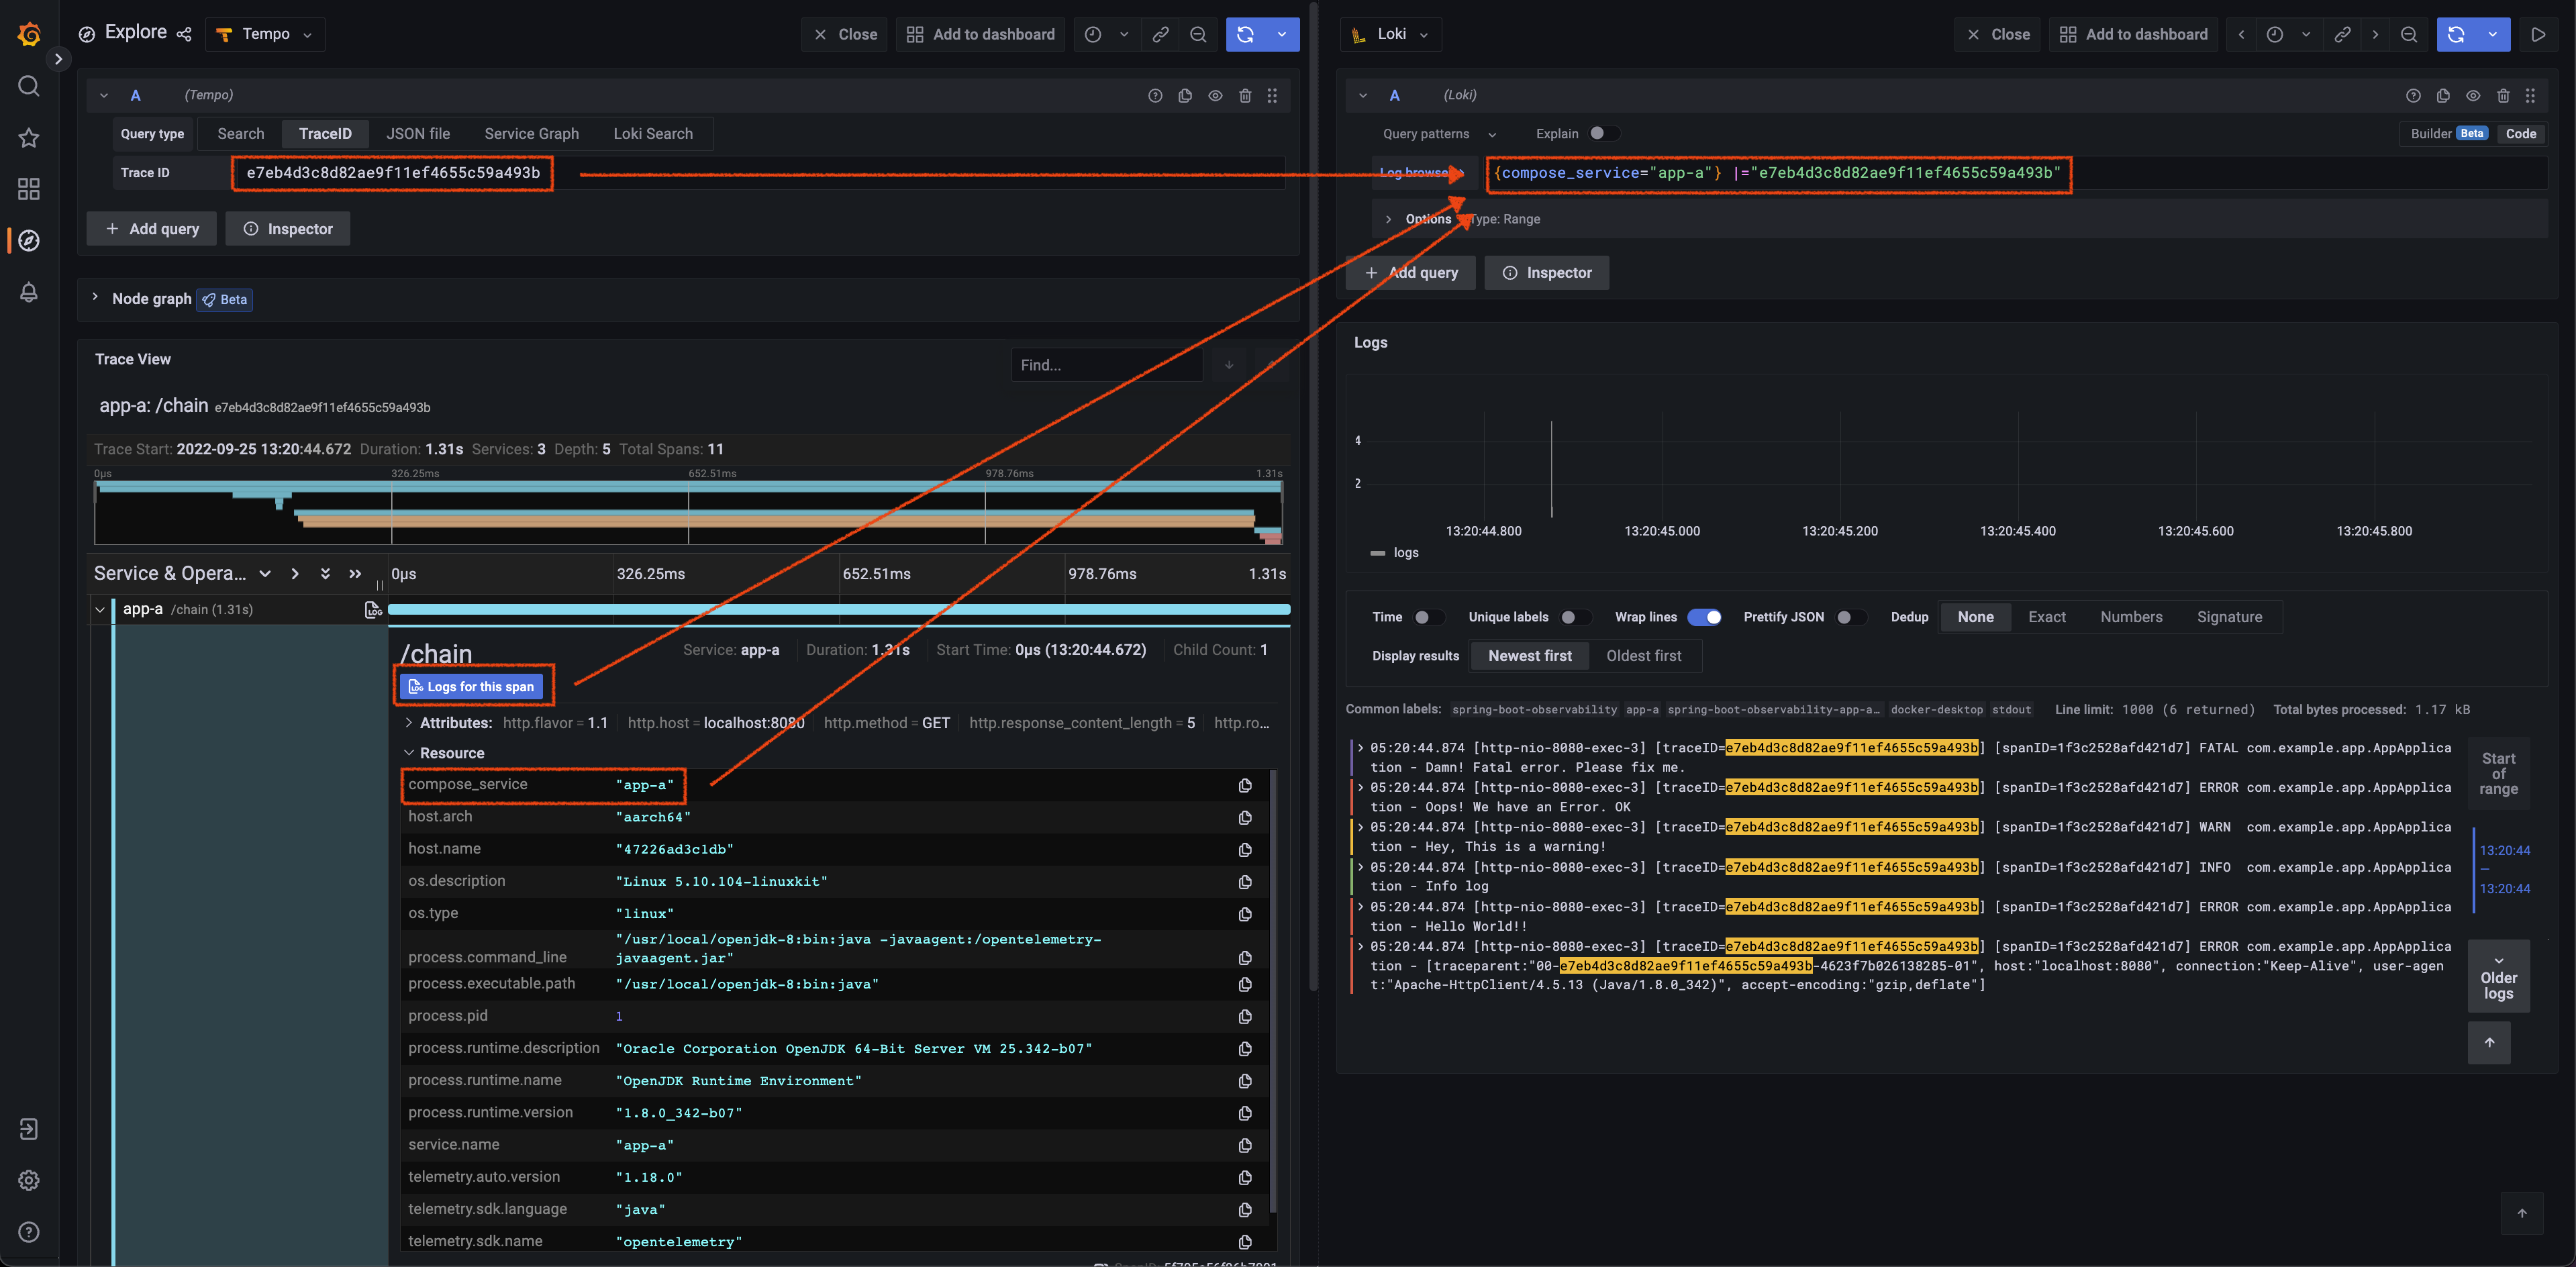 Explore
Tempo
Close
Add to dashboard
A (Tempo)
Query type Search TraceID JSON file Service Graph Loki Search
Trace ID e7eb4d3c8d82ae9f11ef4655c59a493b
+ Add query Inspector
Node graph Beta
Trace View
Find...
app-a: /chain e7eb4d3c8d82ae9f11ef4655c59a493b
Trace Start: 2022-09-25 13:20:44.672 Duration: 1.31s Services: 3 Depth: 5 Total Spans: 11
0μs 326.25ms 652.51ms 978.76ms 1.31s
Service & Opera... 0μs 326.25ms 652.51ms 978.76ms 1.31s
app-a /chain (1.31s)
/chain Service: app-a Duration: 1.31s Start Time: 0μs (13:20:44.672) Child Count: 1
Logs for this span
Attributes: http.flavor = 1.1 http.host = localhost:8080 http.method = GET http.response_content_length = 5 http.ro...
Resource
compose_service "app-a"
host.arch "aarch64"
host.name "47226ad3c1db"
os.description "Linux 5.10.104-linuxkit"
os.type "linux"
process.command_line "/usr/local/openjdk-8:bin:java -javaagent:/opentelemetry-
javaagent.jar"
process.executable.path "/usr/local/openjdk-8:bin:java"
process.pid 1
process.runtime.description "Oracle Corporation OpenJDK 64-Bit Server VM 25.342-b07"
process.runtime.name "OpenJDK Runtime Environment"
process.runtime.version "1.8.0_342-b07"
service.name "app-a"
telemetry.auto.version "1.18.0"
telemetry.sdk.language "java"
telemetry.sdk.name "opentelemetry"
Loki
Close
Add to dashboard
A (Loki)
Query patterns Explain Builder Beta Code
Log browser {compose_service="app-a"} |="e7eb4d3c8d82ae9f11ef4655c59a493b"
Options Type: Range
+ Add query Inspector
Logs
4
2
13:20:44.800 13:20:45.000 13:20:45.200 13:20:45.400 13:20:45.600 13:20:45.800
logs
Time Unique labels Wrap lines Prettify JSON Dedup None Exact Numbers Signature
Display results Newest first Oldest first
Common labels: spring-boot-observability app-a spring-boot-observability-app-a… docker-desktop stdout Line limit: 1000 (6 returned) Total bytes processed: 1.17 kB
05:20:44.874 [http-nio-8080-exec-3] [traceID=e7eb4d3c8d82ae9f11ef4655c59a493b] [spanID=1f3c2528afd421d7] FATAL com.example.app.AppApplica
tion - Damn! Fatal error. Please fix me.
05:20:44.874 [http-nio-8080-exec-3] [traceID=e7eb4d3c8d82ae9f11ef4655c59a493b] [spanID=1f3c2528afd421d7] ERROR com.example.app.AppApplica
tion - Oops! We have an Error. OK
05:20:44.874 [http-nio-8080-exec-3] [traceID=e7eb4d3c8d82ae9f11ef4655c59a493b] [spanID=1f3c2528afd421d7] WARN com.example.app.AppApplica
tion - Hey, This is a warning!
05:20:44.874 [http-nio-8080-exec-3] [traceID=e7eb4d3c8d82ae9f11ef4655c59a493b] [spanID=1f3c2528afd421d7] INFO com.example.app.AppApplica
tion - Info log
05:20:44.874 [http-nio-8080-exec-3] [traceID=e7eb4d3c8d82ae9f11ef4655c59a493b] [spanID=1f3c2528afd421d7] ERROR com.example.app.AppApplica
tion - Hello World!!
05:20:44.874 [http-nio-8080-exec-3] [traceID=e7eb4d3c8d82ae9f11ef4655c59a493b] [spanID=1f3c2528afd421d7] ERROR com.example.app.AppApplica
tion - [traceparent:"00-e7eb4d3c8d82ae9f11ef4655c59a493b-4623f7b026138285-01", host:"localhost:8080", connection:"Keep-Alive", user-agen
t:"Apache-HttpClient/4.5.13 (Java/1.8.0_342)", accept-encoding:"gzip,deflate"]
Start
of
range
13:20:44
—
13:20:44
Older
logs